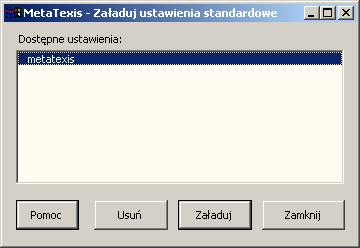 MetaTexis - Załaduj ustawienia standardowe
Dostępne ustawienia:
metatexis
Pomoc Usuń Załaduj Zamknij